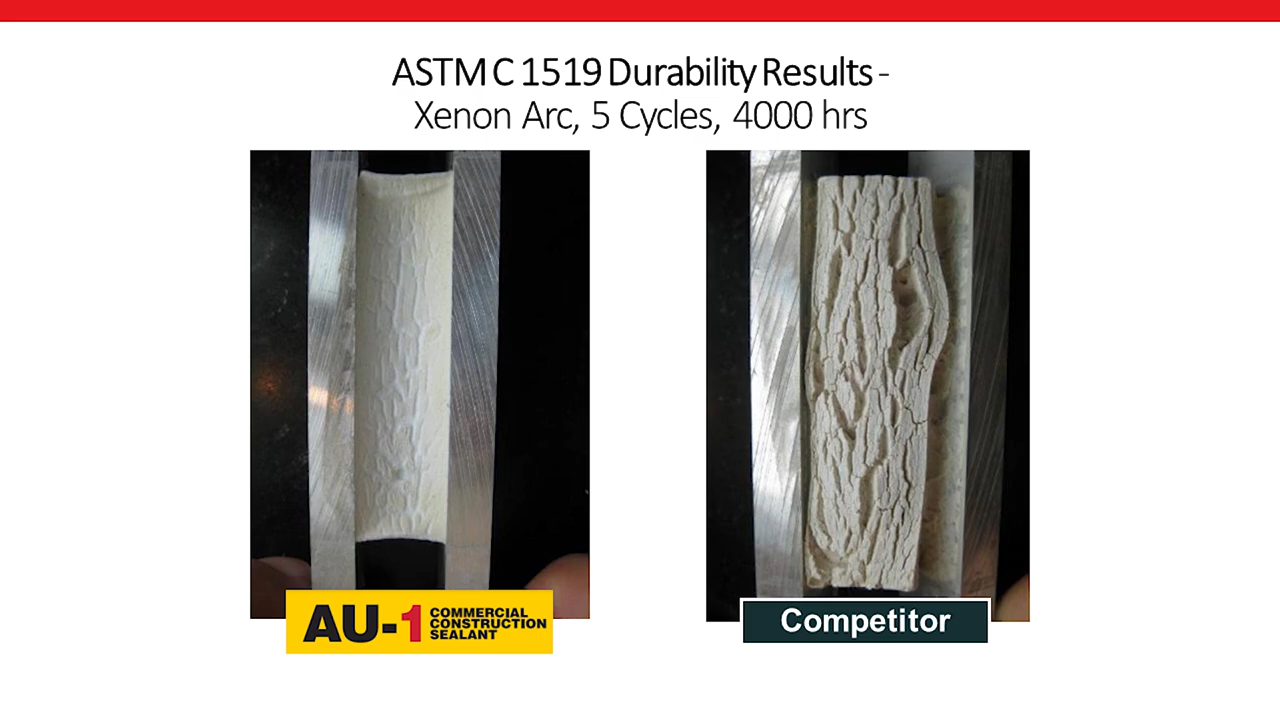 ASTM C 1519 Durability Results -
Xenon Arc, 5 Cycles, 4000 hrs
AU-1 COMMERCIAL
CONSTRUCTION
SEALANT
Competitor